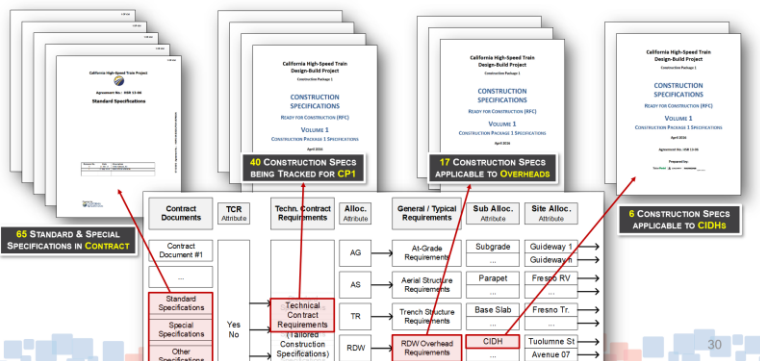 California High-Speed Train Project
Agreement No.: HSR 13-06
Standard Specifications
California High-Speed Train
Design-Build Project
Construction Package 1
CONSTRUCTION
SPECIFICATIONS
READY FOR CONSTRUCTION (RFC)
VOLUME 1
CONSTRUCTION PACKAGE 1 SPECIFICATIONS
April 2016
California High-Speed Train
Design-Build Project
Construction Package 1
CONSTRUCTION
SPECIFICATIONS
READY FOR CONSTRUCTION (RFC)
VOLUME 1
CONSTRUCTION PACKAGE 1 SPECIFICATIONS
April 2016
California High-Speed Train
Design-Build Project
Construction Package 1
CONSTRUCTION
SPECIFICATIONS
READY FOR CONSTRUCTION (RFC)
VOLUME 1
CONSTRUCTION PACKAGE 1 SPECIFICATIONS
April 2016
Prepared by:
65 STANDARD & SPECIAL
SPECIFICATIONS IN CONTRACT
40 CONSTRUCTION SPECS
BEING TRACKED FOR CP1
17 CONSTRUCTION SPECS
APPLICABLE TO OVERHEADS
6 CONSTRUCTION SPECS
APPLICABLE TO CIDHS
Contract
Documents
TCR
Attribute
Techn. Contract
Requirements
Alloc.
Attribute
General / Typical
Requirements
Sub Alloc.
Attribute
Site Alloc.
Attribute
Contract
Document #1
...
Standard
Specifications
Special
Specifications
Other
Specifications
Yes
No
Technical
Contract
Requirements
(Tailored
Construction
Specifications)
AG
AS
TR
RDW
At-Grade
Requirements
Aerial Structure
Requirements
Trench Structure
Requirements
RDW Overhead
Requirements
Subgrade
...
Parapet
...
Base Slab
...
CIDH
...
Guideway 1
Guideway n
Fresno RV
...
Fresno Tr.
...
Tuolumne St
Avenue 07
30